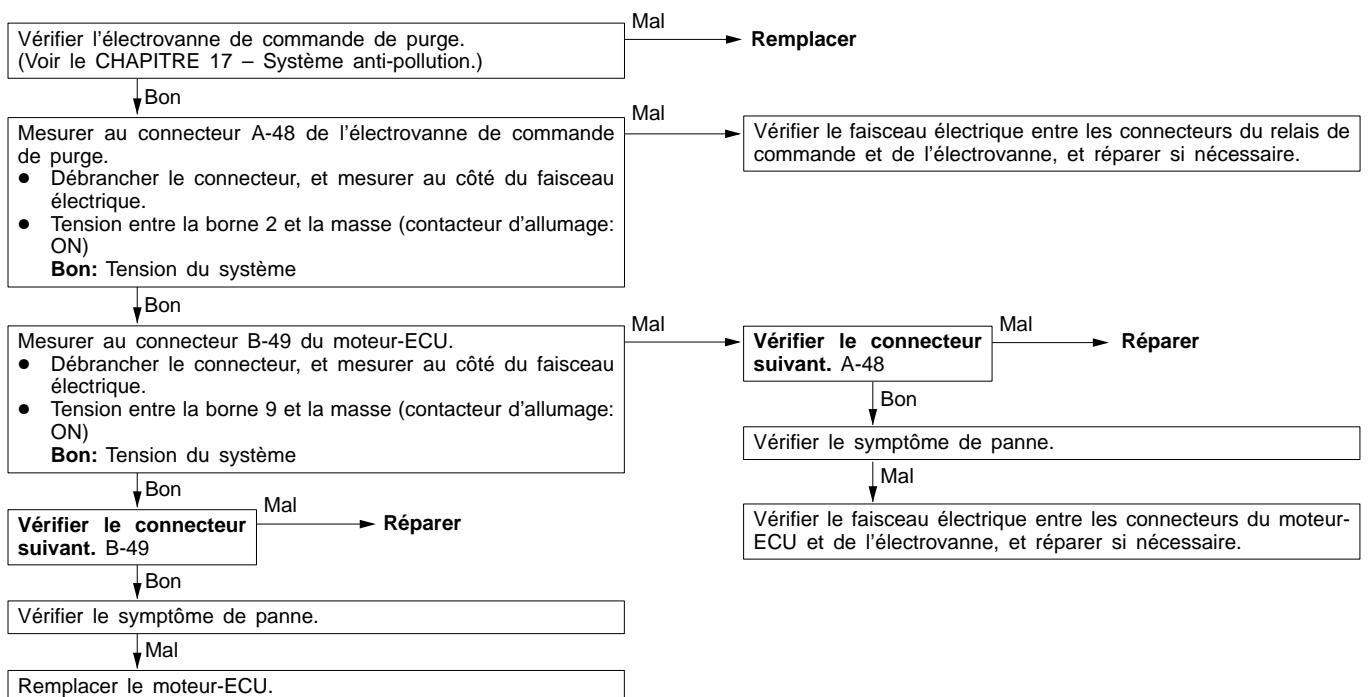 Vérifier l'électrovanne de commande de purge.
(Voir le CHAPITRE 17 – Système anti-pollution.)
Mal
Remplacer
Bon
Mesurer au connecteur A-48 de l'électrovanne de commande
de purge.
● Débrancher le connecteur, et mesurer au côté du faisceau
électrique.
● Tension entre la borne 2 et la masse (contacteur d'allumage:
ON)
Bon: Tension du système
Mal
Vérifier le faisceau électrique entre les connecteurs du relais de
commande et de l'électrovanne, et réparer si nécessaire.
Bon
Mesurer au connecteur B-49 du moteur-ECU.
● Débrancher le connecteur, et mesurer au côté du faisceau
électrique.
● Tension entre la borne 9 et la masse (contacteur d'allumage:
ON)
Bon: Tension du système
Mal
Vérifier le connecteur
suivant. A-48
Mal
Réparer
Bon
Vérifier le symptôme de panne.
Mal
Vérifier le faisceau électrique entre les connecteurs du moteur-
ECU et de l'électrovanne, et réparer si nécessaire.
Bon
Vérifier le connecteur
suivant. B-49
Mal
Réparer
Bon
Vérifier le symptôme de panne.
Mal
Remplacer le moteur-ECU.